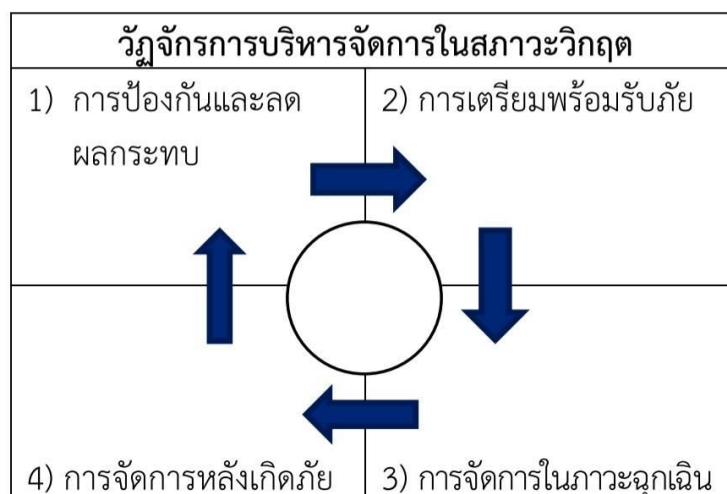 วัฏจักรการบริหารจัดการในสภาวะวิกฤต
1) การป้องกันและลด
ผลกระทบ
2) การเตรียมพร้อมรับภัย
4) การจัดการหลังเกิดภัย
3) การจัดการในภาวะฉุกเฉิน